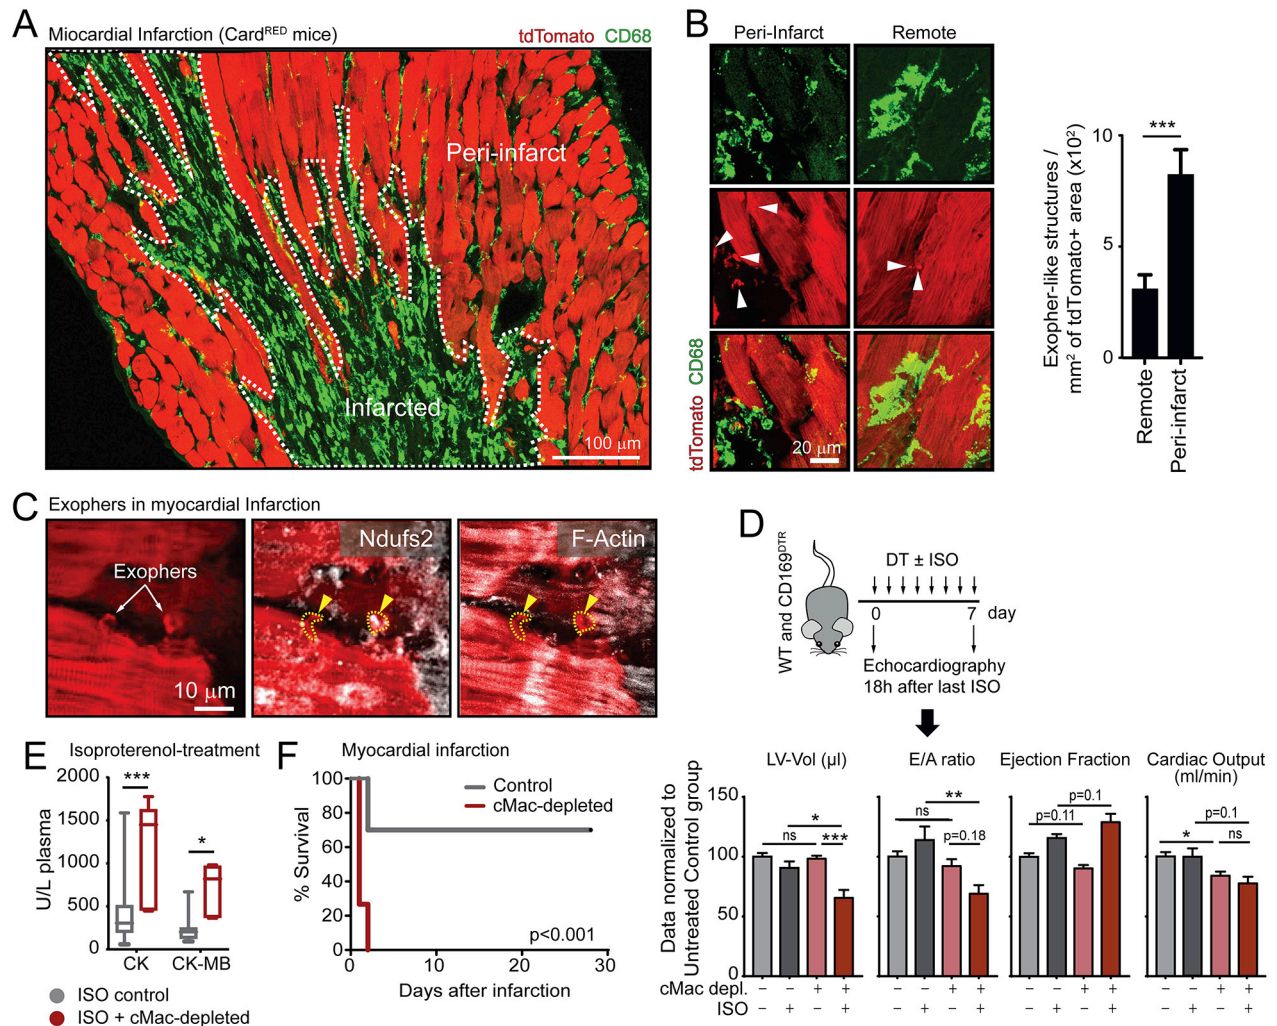 A
Miocardial Infarction (CardRED mice)
tdTomato CD68
Peri-infarct
Infarcted
100 µm
B
Peri-Infarct
Remote
tdTomato CD68
20 µm
Exopher-like structures /
mm2 of tdTomato+ area (x102)
10
5
0
***
Remote
Peri-infarct
C
Exophers in myocardial Infarction
Exophers
10 µm
Ndufs2
F-Actin
D
WT and CD169DTR
DT ± ISO
0
7
day
Echocardiography
18h after last ISO
E
Isoproterenol-treatment
U/L plasma
2000
1500
1000
500
0
***
*
CK
CK-MB
ISO control
ISO + cMac-depleted
F
Myocardial infarction
% Survival
100
80
60
40
20
0
Control
cMac-depleted
p<0.001
0
10
20
30
Days after infarction
Data normalized to
Untreated Control group
150
100
50
0
LV-Vol (µl)
*
ns
***
E/A ratio
**
ns
p=0.18
Ejection Fraction
p=0.1
p=0.11
Cardiac Output
(ml/min)
p=0.1
*
ns
cMac depl. – – + + – – + + – – + + – – + +
ISO – + – + – + – + – + – + – + – +